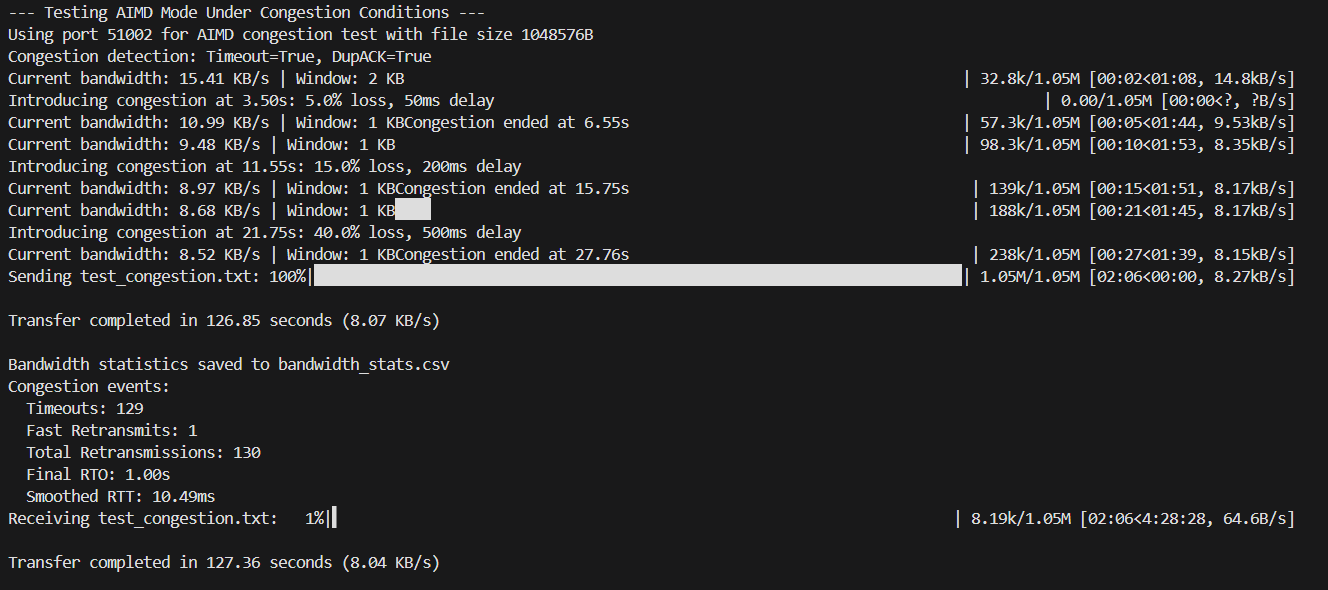 --- Testing AIMD Mode Under Congestion Conditions ---
Using port 51002 for AIMD congestion test with file size 1048576B
Congestion detection: Timeout=True, DupACK=True
Current bandwidth: 15.41 KB/s | Window: 2 KB | 32.8k/1.05M [00:02<01:08, 14.8kB/s]
Introducing congestion at 3.50s: 5.0% loss, 50ms delay | 0.00/1.05M [00:00<?, ?B/s]
Current bandwidth: 10.99 KB/s | Window: 1 KBCongestion ended at 6.55s | 57.3k/1.05M [00:05<01:44, 9.53kB/s]
Current bandwidth: 9.48 KB/s | Window: 1 KB | 98.3k/1.05M [00:10<01:53, 8.35kB/s]
Introducing congestion at 11.55s: 15.0% loss, 200ms delay
Current bandwidth: 8.97 KB/s | Window: 1 KBCongestion ended at 15.75s | 139k/1.05M [00:15<01:51, 8.17kB/s]
Current bandwidth: 8.68 KB/s | Window: 1 KB | 188k/1.05M [00:21<01:45, 8.17kB/s]
Introducing congestion at 21.75s: 40.0% loss, 500ms delay
Current bandwidth: 8.52 KB/s | Window: 1 KBCongestion ended at 27.76s | 238k/1.05M [00:27<01:39, 8.15kB/s]
Sending test_congestion.txt: 100%| | 1.05M/1.05M [02:06<00:00, 8.27kB/s]
Transfer completed in 126.85 seconds (8.07 KB/s)
Bandwidth statistics saved to bandwidth_stats.csv
Congestion events:
Timeouts: 129
Fast Retransmits: 1
Total Retransmissions: 130
Final RTO: 1.00s
Smoothed RTT: 10.49ms
Receiving test_congestion.txt: 1%| | 8.19k/1.05M [02:06<4:28:28, 64.6B/s]
Transfer completed in 127.36 seconds (8.04 KB/s)